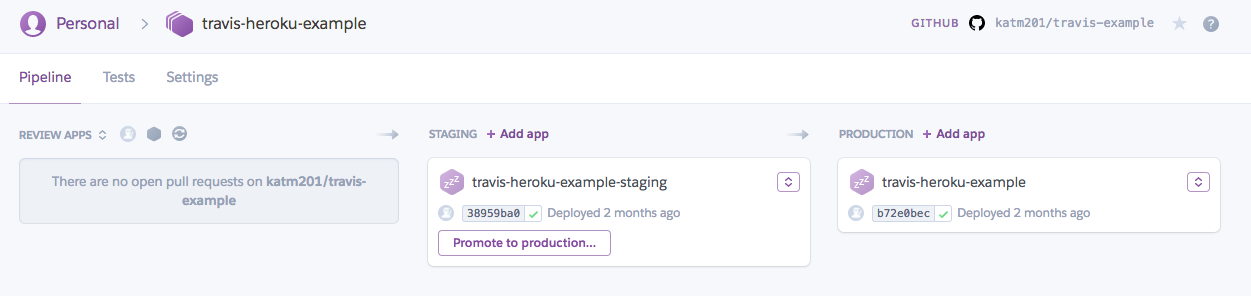 Personal > travis-heroku-example
GITHUB katm201/travis-example ?
Pipeline Tests Settings
REVIEW APPS
There are no open pull requests on katm201/travis-
example
STAGING + Add app
zzz travis-heroku-example-staging
38959ba0 ✓ Deployed 2 months ago
Promote to production...
PRODUCTION + Add app
zzz travis-heroku-example
b72e0bec ✓ Deployed 2 months ago